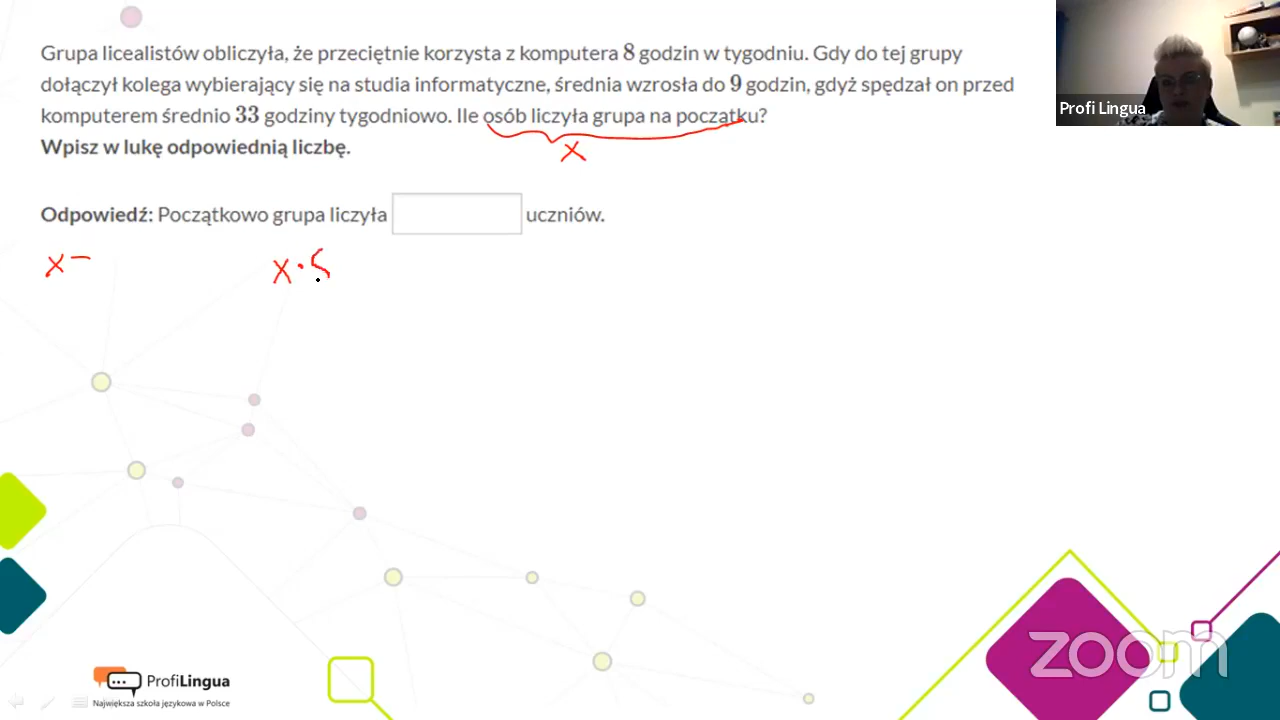 Grupa licealistów obliczyła, że przeciętnie korzysta z komputera 8 godzin w tygodniu. Gdy do tej grupy
dołączył kolega wybierający się na studia informatyczne, średnia wzrosła do 9 godzin, gdyż spędzał on przed
komputerem średnio 33 godziny tygodniowo. Ile osób liczyła grupa na początku?
x
Wpisz w lukę odpowiednią liczbę.
Odpowiedź: Początkowo grupa liczyła uczniów.
x -
x ·
Profi Lingua
zoom
ProfiLingua
Największa szkoła językowa w Polsce